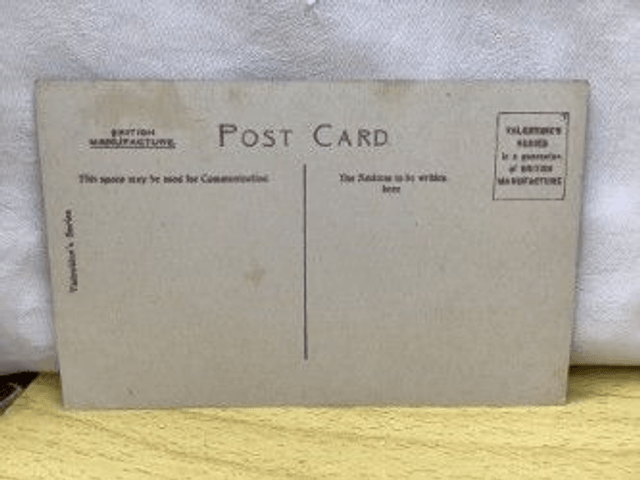 BRITISH
MANUFACTURE.
POST CARD
This space may be used for Communication
The Address to be written
here
VALENTINE'S
SERIES
is a guarantee
of BRITISH
MANUFACTURE
Valentine's Series